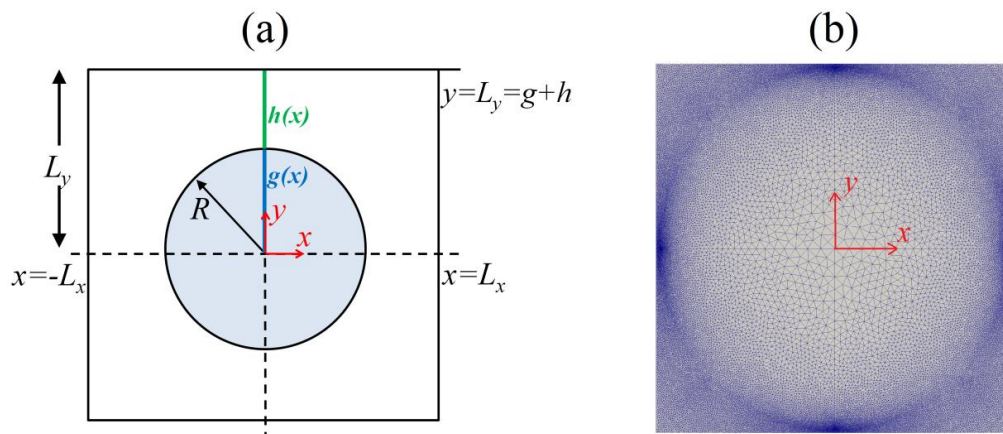 (a)
y=L_y=g+h
h(x)
L_y
g(x)
R
y
x
x=-L_x
x=L_x
(b)
y
x